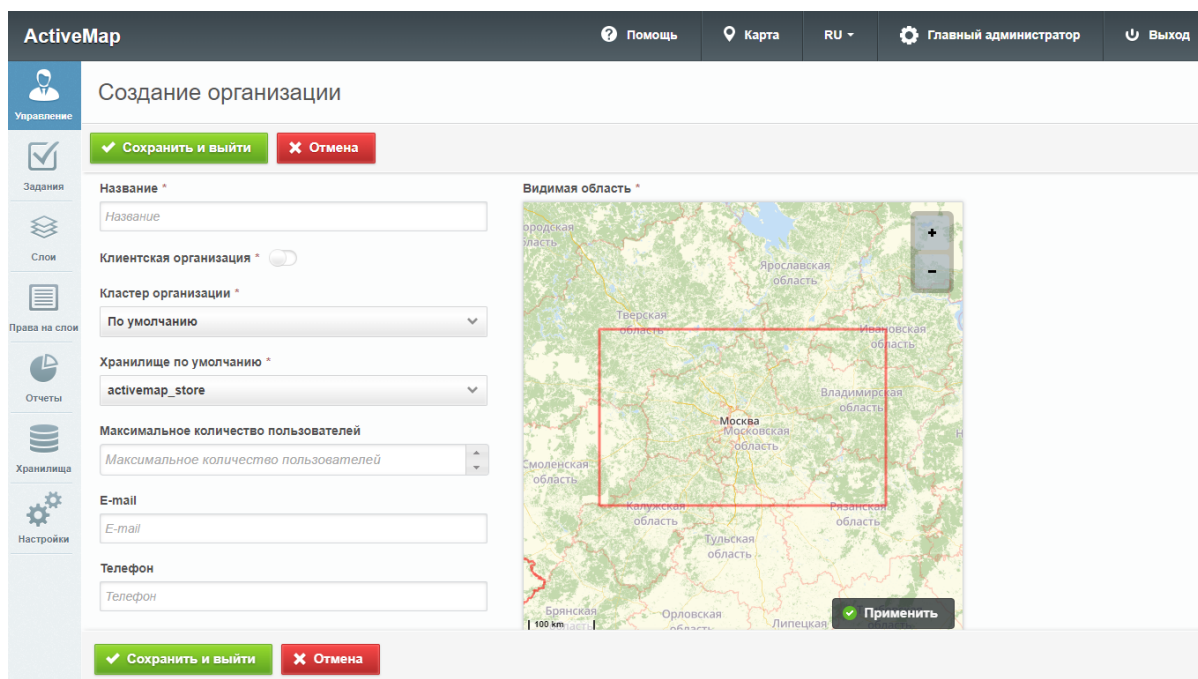 ActiveMap
Помощь
Карта
RU
Главный администратор
Выход
Управление
Задания
Слои
Права на слои
Отчеты
Хранилища
Настройки
Создание организации
Сохранить и выйти
Отмена
Название *
Название
Клиентская организация *
Кластер организации *
По умолчанию
Хранилище по умолчанию *
activemap_store
Максимальное количество пользователей
Максимальное количество пользователей
E-mail
E-mail
Телефон
Телефон
Видимая область *
+
-
ородская
область
Ярославская
область
Тверская
область
Ивановская
область
Владимирская
область
Москва
Московская
область
Смоленская
область
Калужская
область
Рязанская
область
Тульская
область
Брянская
Орловская
область
Липецкая
100 km
Применить
Сохранить и выйти
Отмена